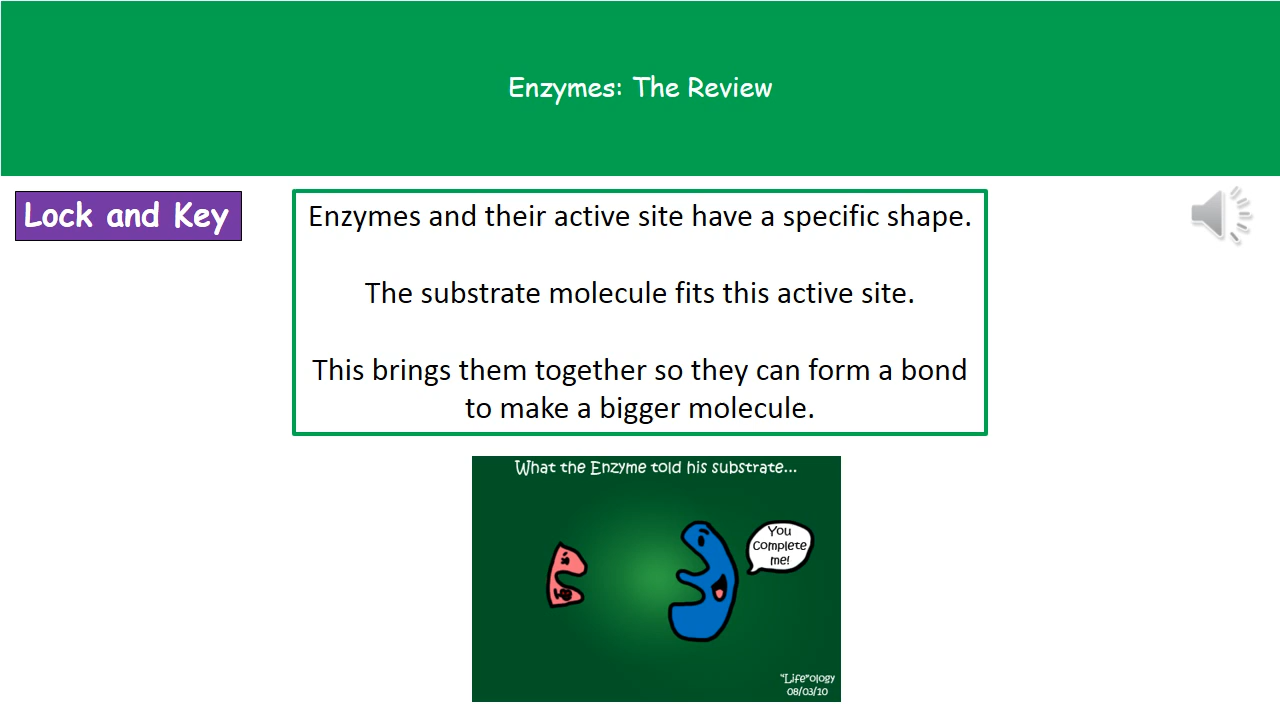 Enzymes: The Review
Lock and Key
Enzymes and their active site have a specific shape.
The substrate molecule fits this active site.
This brings them together so they can form a bond
to make a bigger molecule.
What the Enzyme told his substrate...
You
Complete
me!
"Life"ology
08/03/10